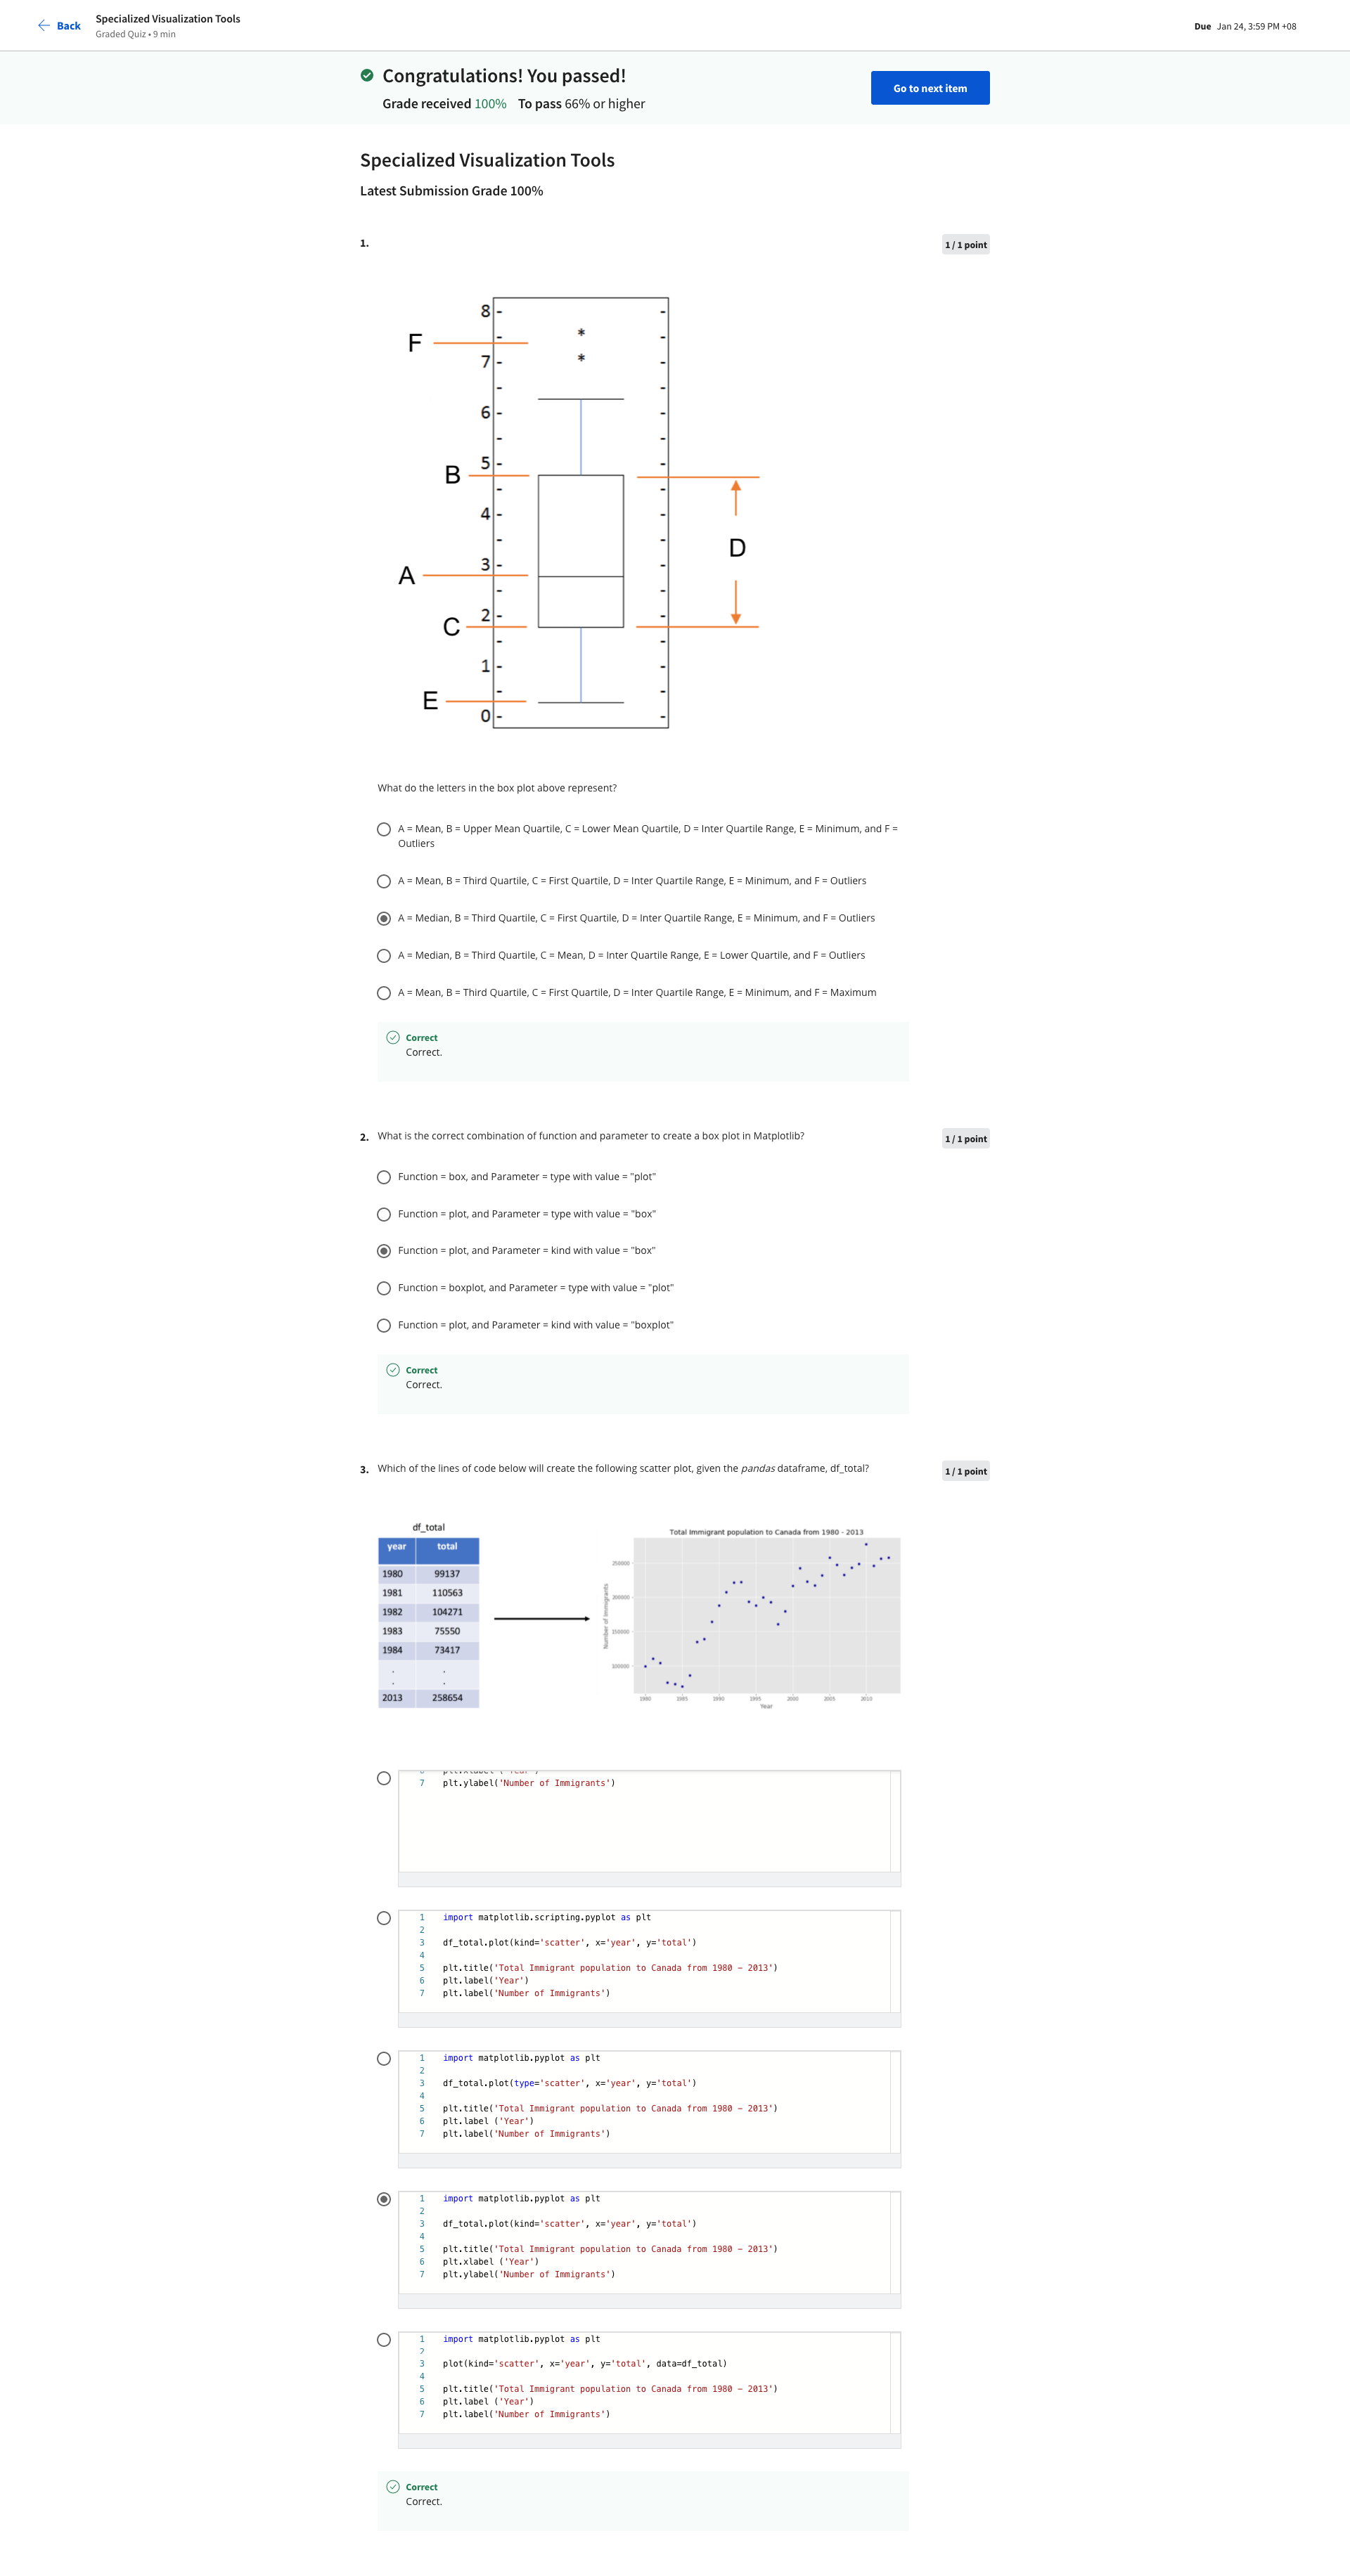 Back
Specialized Visualization Tools
Graded Quiz • 9 min
Due Jan 24, 3:59 PM +08
Congratulations! You passed!
Grade received 100% To pass 66% or higher
Go to next item
Specialized Visualization Tools
Latest Submission Grade 100%
1.
1 / 1 point
8
F
7
6
5
B
4
D
3
A
2
C
1
E
0
*
*
What do the letters in the box plot above represent?
A = Mean, B = Upper Mean Quartile, C = Lower Mean Quartile, D = Inter Quartile Range, E = Minimum, and F =
Outliers
A = Mean, B = Third Quartile, C = First Quartile, D = Inter Quartile Range, E = Minimum, and F = Outliers
A = Median, B = Third Quartile, C = First Quartile, D = Inter Quartile Range, E = Minimum, and F = Outliers
A = Median, B = Third Quartile, C = Mean, D = Inter Quartile Range, E = Lower Quartile, and F = Outliers
A = Mean, B = Third Quartile, C = First Quartile, D = Inter Quartile Range, E = Minimum, and F = Maximum
Correct
Correct.
2. What is the correct combination of function and parameter to create a box plot in Matplotlib?
1 / 1 point
Function = box, and Parameter = type with value = "plot"
Function = plot, and Parameter = type with value = "box"
Function = plot, and Parameter = kind with value = "box"
Function = boxplot, and Parameter = type with value = "plot"
Function = plot, and Parameter = kind with value = "boxplot"
Correct
Correct.
3. Which of the lines of code below will create the following scatter plot, given the pandas dataframe, df_total?
1 / 1 point
df_total
year total
1980 99137
1981 110563
1982 104271
1983 75550
1984 73417
. .
. .
2013 258654
Total Immigrant population to Canada from 1980 - 2013
Number of Immigrants
250000
200000
150000
100000
1980 1985 1990 1995 2000 2005 2010
Year
7 plt.ylabel('Number of Immigrants')
1 import matplotlib.scripting.pyplot as plt
2
3 df_total.plot(kind='scatter', x='year', y='total')
4
5 plt.title('Total Immigrant population to Canada from 1980 - 2013')
6 plt.label('Year')
7 plt.label('Number of Immigrants')
1 import matplotlib.pyplot as plt
2
3 df_total.plot(type='scatter', x='year', y='total')
4
5 plt.title('Total Immigrant population to Canada from 1980 - 2013')
6 plt.label ('Year')
7 plt.label('Number of Immigrants')
1 import matplotlib.pyplot as plt
2
3 df_total.plot(kind='scatter', x='year', y='total')
4
5 plt.title('Total Immigrant population to Canada from 1980 - 2013')
6 plt.xlabel ('Year')
7 plt.ylabel('Number of Immigrants')
1 import matplotlib.pyplot as plt
2
3 plot(kind='scatter', x='year', y='total', data=df_total)
4
5 plt.title('Total Immigrant population to Canada from 1980 - 2013')
6 plt.label ('Year')
7 plt.label('Number of Immigrants')
Correct
Correct.